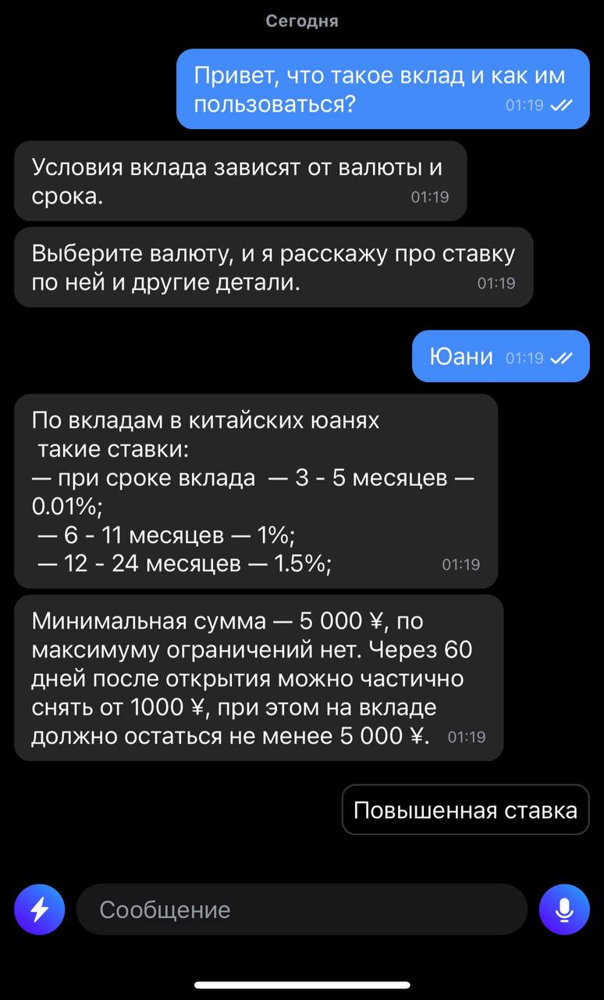 Сегодня
Привет, что такое вклад и как им
пользоваться? 01:19
Условия вклада зависят от валюты и
срока. 01:19
Выберите валюту, и я расскажу про ставку
по ней и другие детали. 01:19
Юани 01:19
По вкладам в китайских юанях
такие ставки:
— при сроке вклада — 3 - 5 месяцев —
0.01%;
— 6 - 11 месяцев — 1%;
— 12 - 24 месяцев — 1.5%; 01:19
Минимальная сумма — 5 000 ¥, по
максимуму ограничений нет. Через 60
дней после открытия можно частично
снять от 1000 ¥, при этом на вкладе
должно остаться не менее 5 000 ¥. 01:19
Повышенная ставка
Сообщение